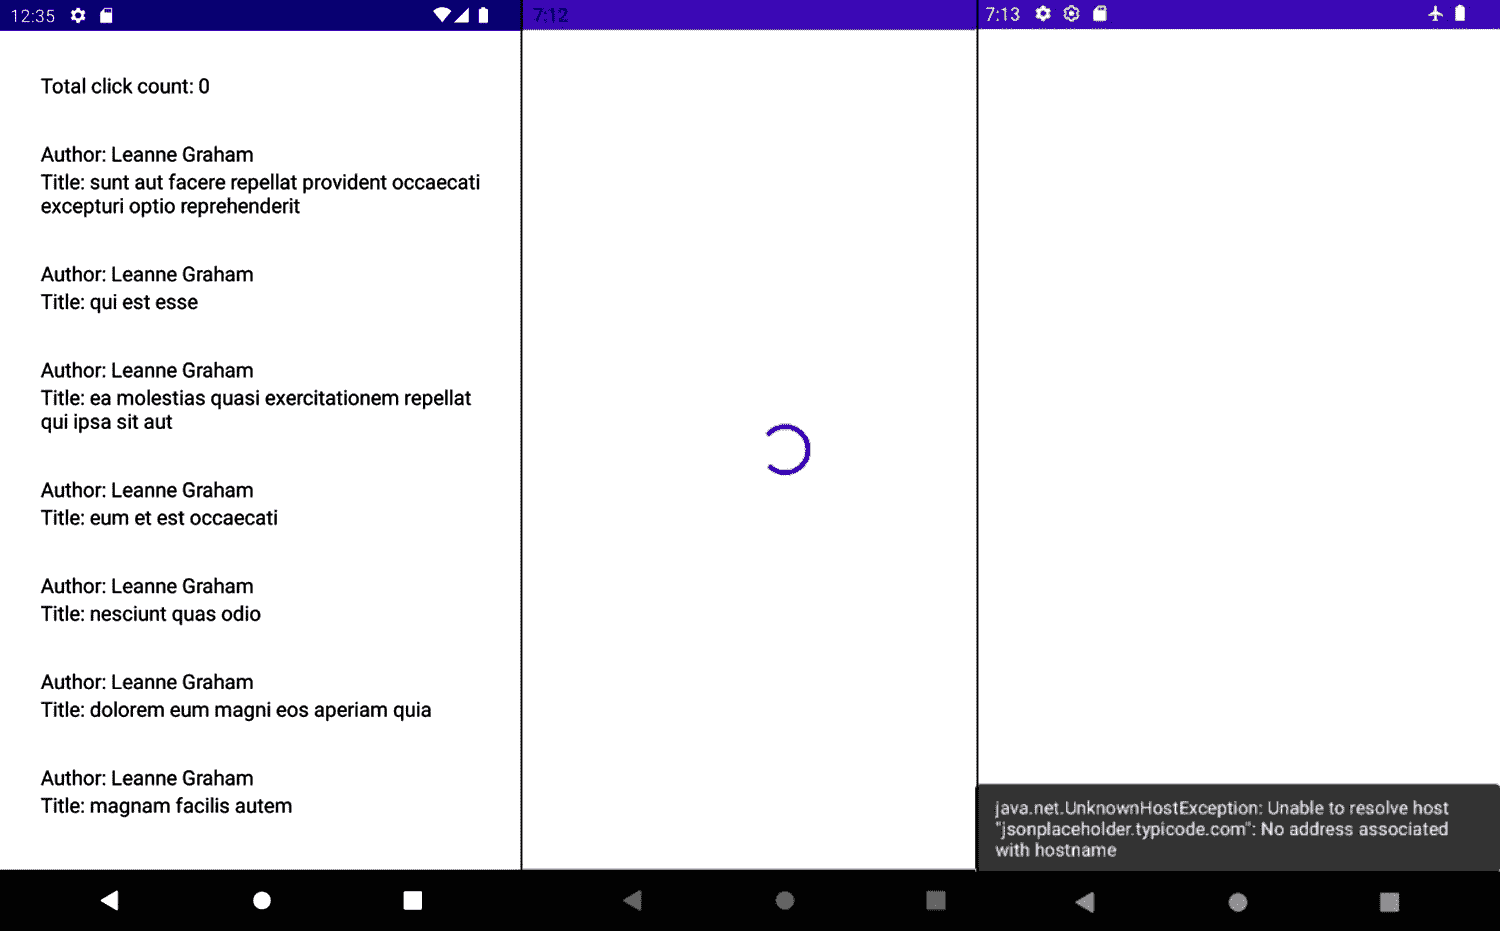 12:35
Total click count: 0
Author: Leanne Graham
Title: sunt aut facere repellat provident occaecati
excepturi optio reprehenderit
Author: Leanne Graham
Title: qui est esse
Author: Leanne Graham
Title: ea molestias quasi exercitationem repellat
qui ipsa sit aut
Author: Leanne Graham
Title: eum et est occaecati
Author: Leanne Graham
Title: nesciunt quas odio
Author: Leanne Graham
Title: dolorem eum magni eos aperiam quia
Author: Leanne Graham
Title: magnam facilis autem
7:12
7:13
java.net.UnknownHostException: Unable to resolve host
"jsonplaceholder.typicode.com": No address associated
with hostname